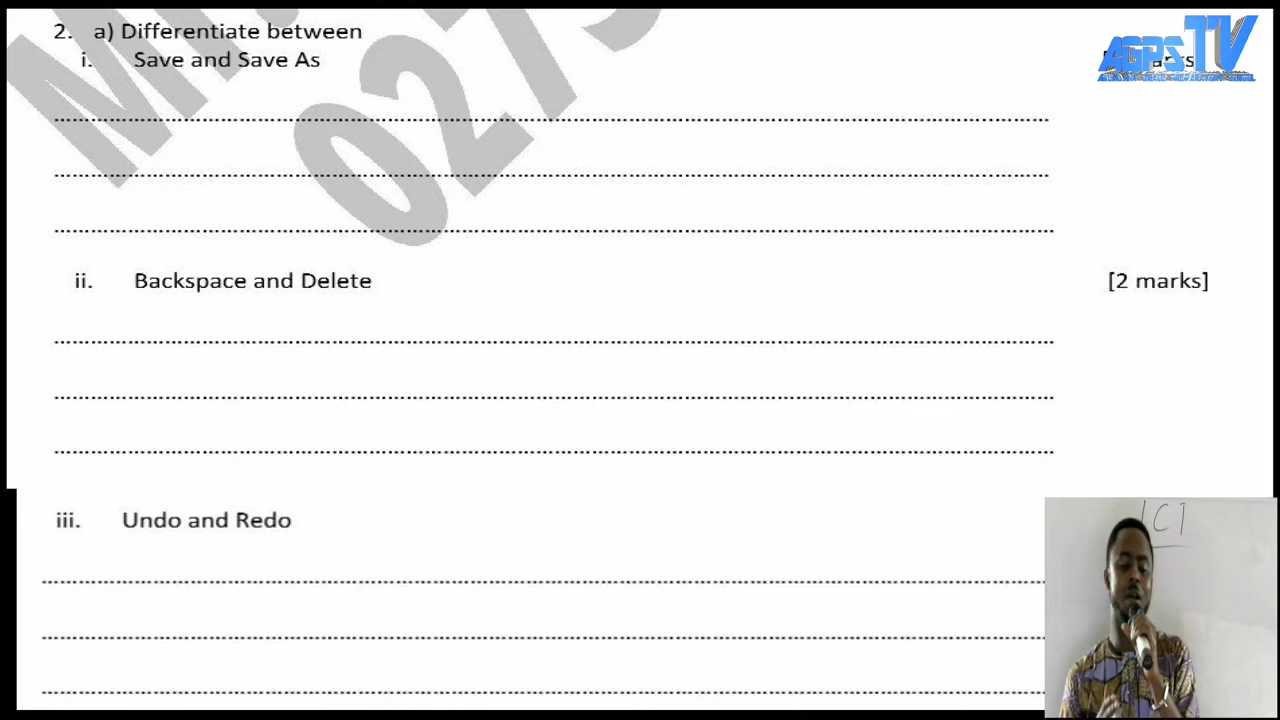 2. a) Differentiate between
i. Save and Save As
AGPS TV
ii. Backspace and Delete [2 marks]
iii. Undo and Redo
ICT